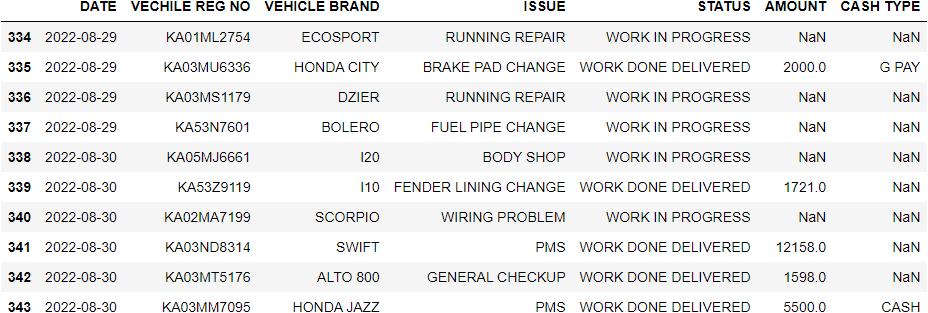 DATE VECHILE REG NO VEHICLE BRAND ISSUE STATUS AMOUNT CASH TYPE
334 2022-08-29 KA01ML2754 ECOSPORT RUNNING REPAIR WORK IN PROGRESS NaN NaN
335 2022-08-29 KA03MU6336 HONDA CITY BRAKE PAD CHANGE WORK DONE DELIVERED 2000.0 G PAY
336 2022-08-29 KA03MS1179 DZIER RUNNING REPAIR WORK IN PROGRESS NaN NaN
337 2022-08-29 KA53N7601 BOLERO FUEL PIPE CHANGE WORK IN PROGRESS NaN NaN
338 2022-08-30 KA05MJ6661 I20 BODY SHOP WORK IN PROGRESS NaN NaN
339 2022-08-30 KA53Z9119 I10 FENDER LINING CHANGE WORK DONE DELIVERED 1721.0 NaN
340 2022-08-30 KA02MA7199 SCORPIO WIRING PROBLEM WORK IN PROGRESS NaN NaN
341 2022-08-30 KA03ND8314 SWIFT PMS WORK DONE DELIVERED 12158.0 NaN
342 2022-08-30 KA03MT5176 ALTO 800 GENERAL CHECKUP WORK DONE DELIVERED 1598.0 NaN
343 2022-08-30 KA03MM7095 HONDA JAZZ PMS WORK DONE DELIVERED 5500.0 CASH